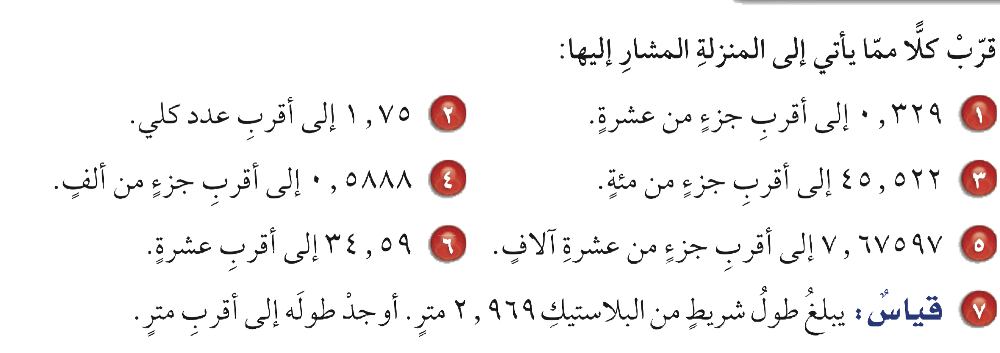 قرّبْ كلًّا ممّا يأتي إلى المنزلةِ المشارِ إليها:
١ ٠,٣٢٩ إلى أقربِ جزءٍ من عشرةٍ. ٢ ١,٧٥ إلى أقربِ عدد كلي.
٣ ٤٥,٥٢٢ إلى أقربِ جزءٍ من مئةٍ. ٤ ٠,٥٨٨٨ إلى أقربِ جزءٍ من ألفٍ.
٥ ٧,٦٧٥٩٧ إلى أقربِ جزءٍ من عشرةِ آلافٍ. ٦ ٣٤,٥٩ إلى أقربِ عشرةٍ.
٧ قياسٌ: يبلغُ طولُ شريطٍ من البلاستيكِ ٢,٩٦٩ مترٍ. أوجدْ طولَه إلى أقربِ مترٍ.